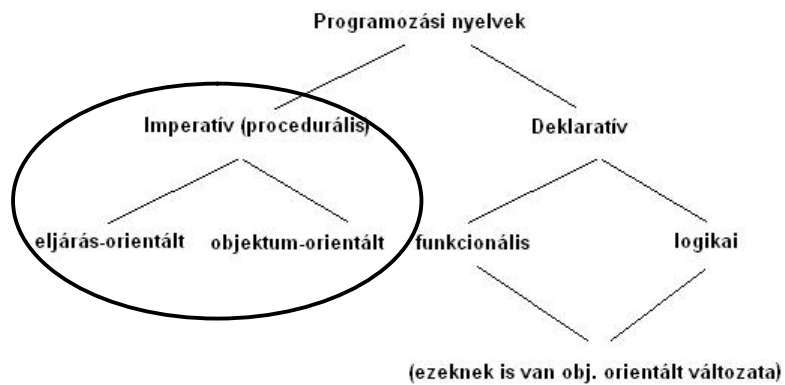 Programozási nyelvek
Imperatív (procedurális)
Deklaratív
eljárás-orientált
objektum-orientált
funkcionális
logikai
(ezeknek is van obj. orientált változata)